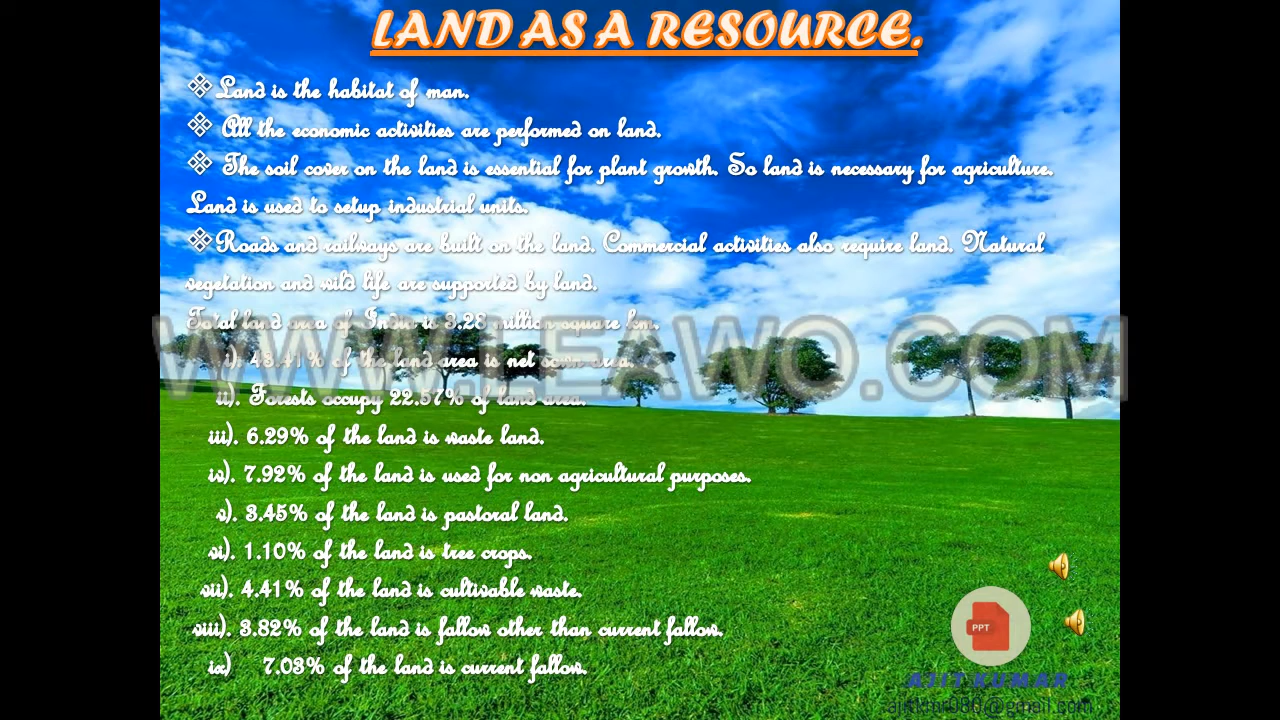 LAND AS A RESOURCE.
Land is the habitat of man.
All the economic activities are performed on land.
The soil cover on the land is essential for plant growth. So land is necessary for agriculture.
Land is used to setup industrial units.
Roads and railways are built on the land. Commercial activities also require land. Natural
vegetation and wild life are supported by land.
Total land area of India is 3.28 million square km.
i). 43.41% of the land area is net sown area.
ii). Forests occupy 22.57% of land area.
iii). 6.29% of the land is waste land.
iv). 7.92% of the land is used for non agricultural purposes.
v). 3.45% of the land is pastoral land.
vi). 1.10% of the land is tree crops.
vii). 4.41% of the land is cultivable waste.
viii). 3.82% of the land is fallow other than current fallow.
ix) 7.03% of the land is current fallow.
WWW.LEAWO.COM
PPT
AJIT KUMAR